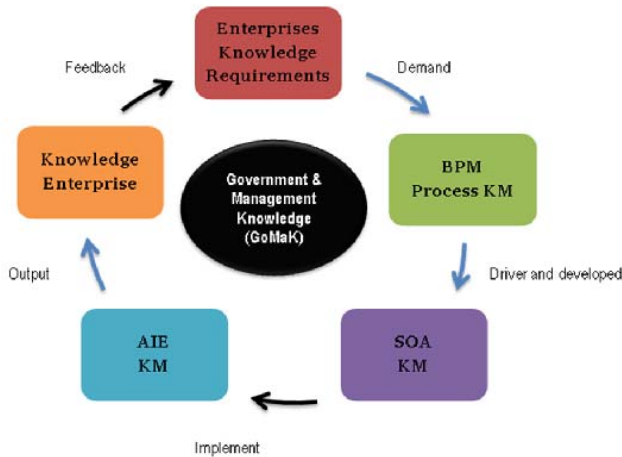 Enterprises
Knowledge
Requirements
Feedback
Demand
Knowledge
Enterprise
Government &
Management
Knowledge
(GoMaK)
BPM
Process KM
Output
Driver and developed
AIE
KM
SOA
KM
Implement